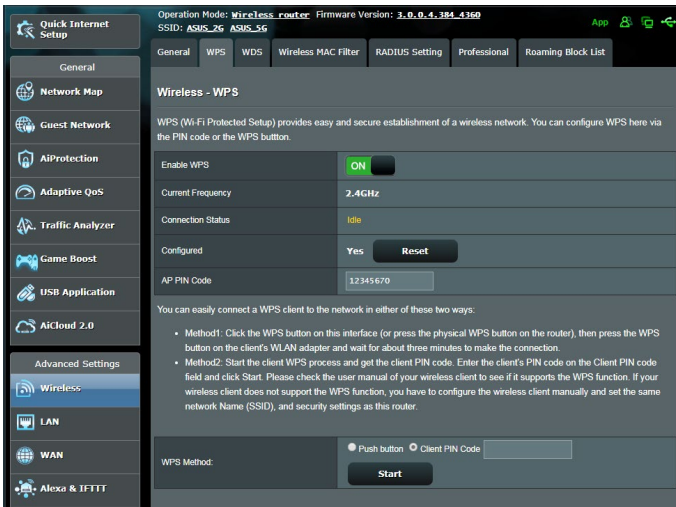 Quick Internet
Setup
Operation Mode: Wireless router Firmware Version: 3.0.0.4.384_4360
SSID: ASUS_2G ASUS_5G
App
General WPS WDS Wireless MAC Filter RADIUS Setting Professional Roaming Block List
General
Network Map
Guest Network
AiProtection
Adaptive QoS
Traffic Analyzer
Game Boost
USB Application
AiCloud 2.0
Advanced Settings
Wireless
LAN
WAN
Alexa & IFTTT
Wireless - WPS
WPS (Wi-Fi Protected Setup) provides easy and secure establishment of a wireless network. You can configure WPS here via
the PIN code or the WPS buttton.
Enable WPS ON
Current Frequency 2.4GHz
Connection Status Idle
Configured Yes Reset
AP PIN Code 12345670
You can easily connect a WPS client to the network in either of these two ways:
• Method1: Click the WPS button on this interface (or press the physical WPS button on the router), then press the WPS
button on the client's WLAN adapter and wait for about three minutes to make the connection.
• Method2: Start the client WPS process and get the client PIN code. Enter the client's PIN code on the Client PIN code
field and click Start. Please check the user manual of your wireless client to see if it supports the WPS function. If your
wireless client does not support the WPS function, you have to configure the wireless client manually and set the same
network Name (SSID), and security settings as this router.
WPS Method: Push button Client PIN Code
Start